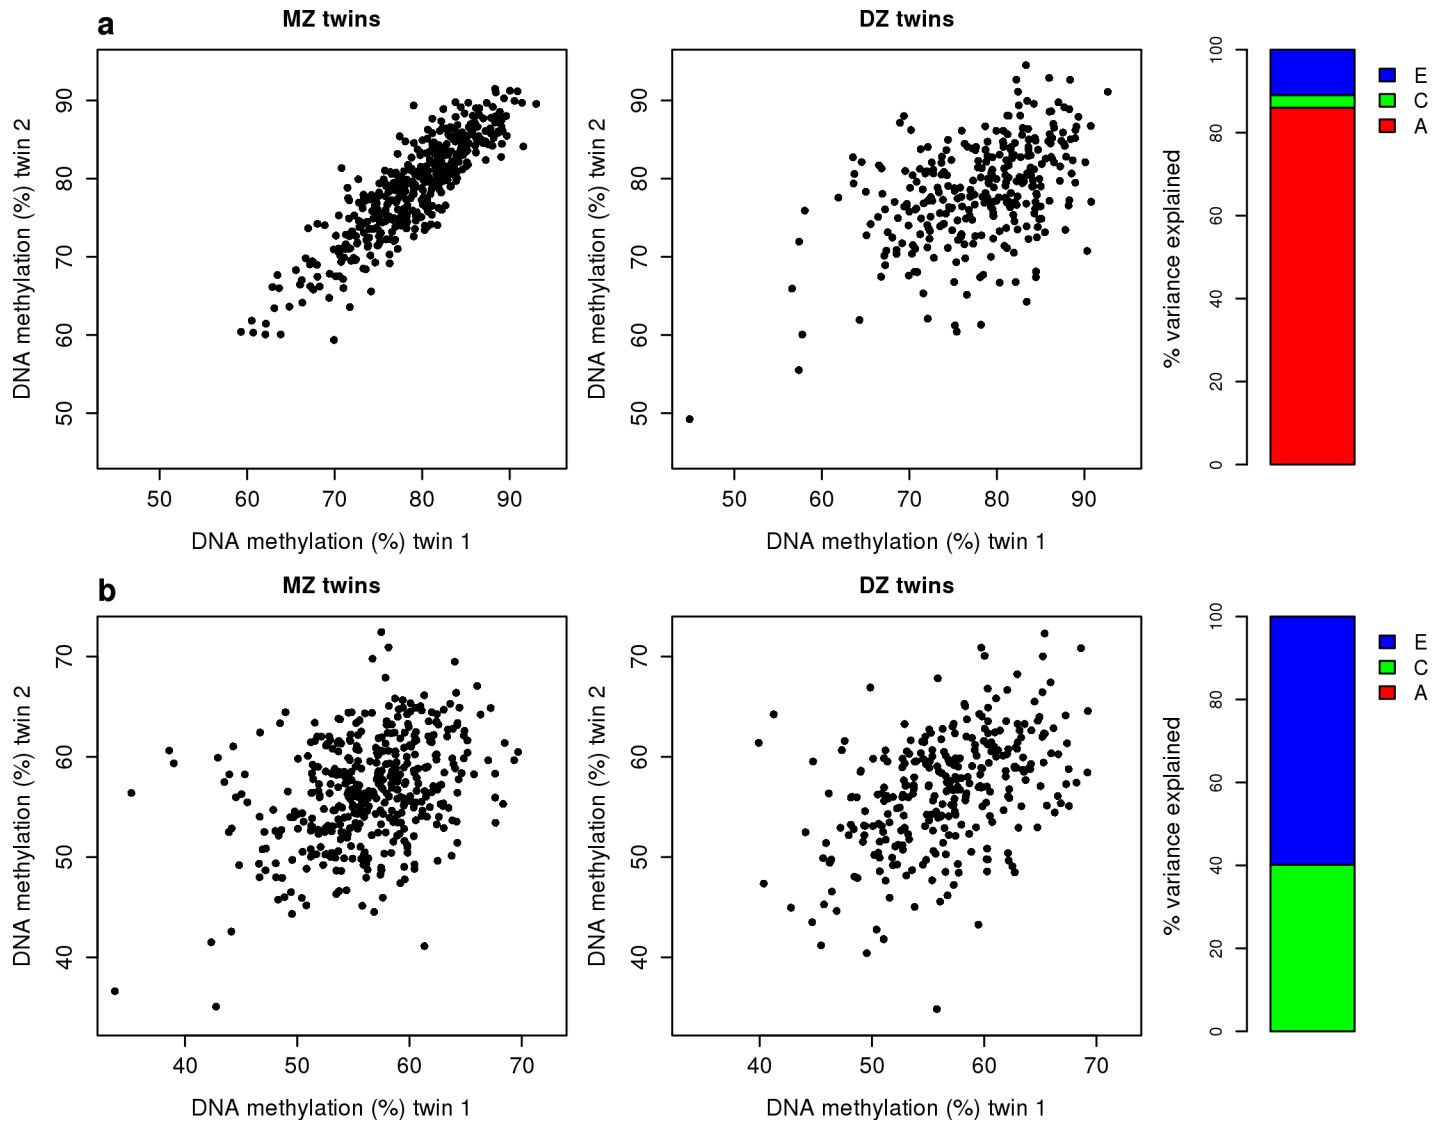 a
MZ twins
DNA methylation (%) twin 2
90
80
70
60
50
50 60 70 80 90
DNA methylation (%) twin 1
DZ twins
DNA methylation (%) twin 2
90
80
70
60
50
50 60 70 80 90
DNA methylation (%) twin 1
% variance explained
100
80
60
40
20
0
E
C
A
b
MZ twins
DNA methylation (%) twin 2
70
60
50
40
40 50 60 70
DNA methylation (%) twin 1
DZ twins
DNA methylation (%) twin 2
70
60
50
40
40 50 60 70
DNA methylation (%) twin 1
% variance explained
100
80
60
40
20
0
E
C
A